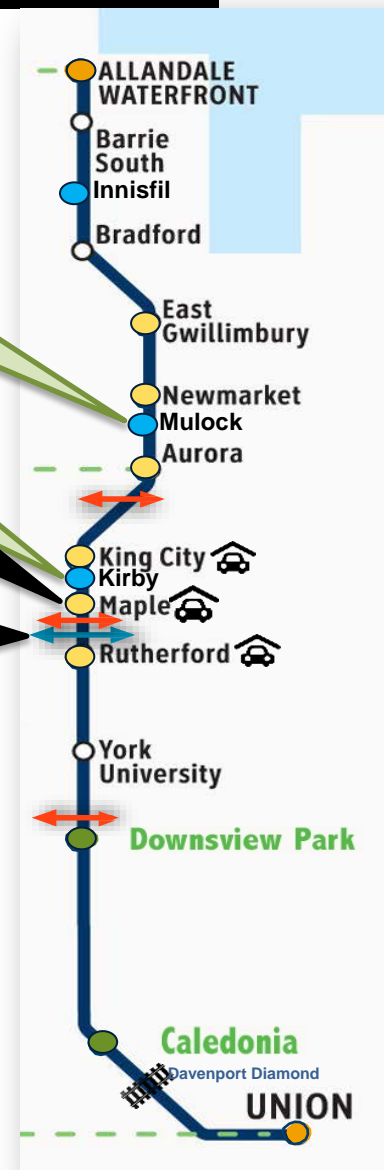 ALLANDALE
WATERFRONT
Barrie
South
Innisfil
Bradford
East
Gwillimbury
Newmarket
Mulock
Aurora
King City
Kirby
Maple
Rutherford
York
University
Downsview Park
Caledonia
Davenport Diamond
UNION